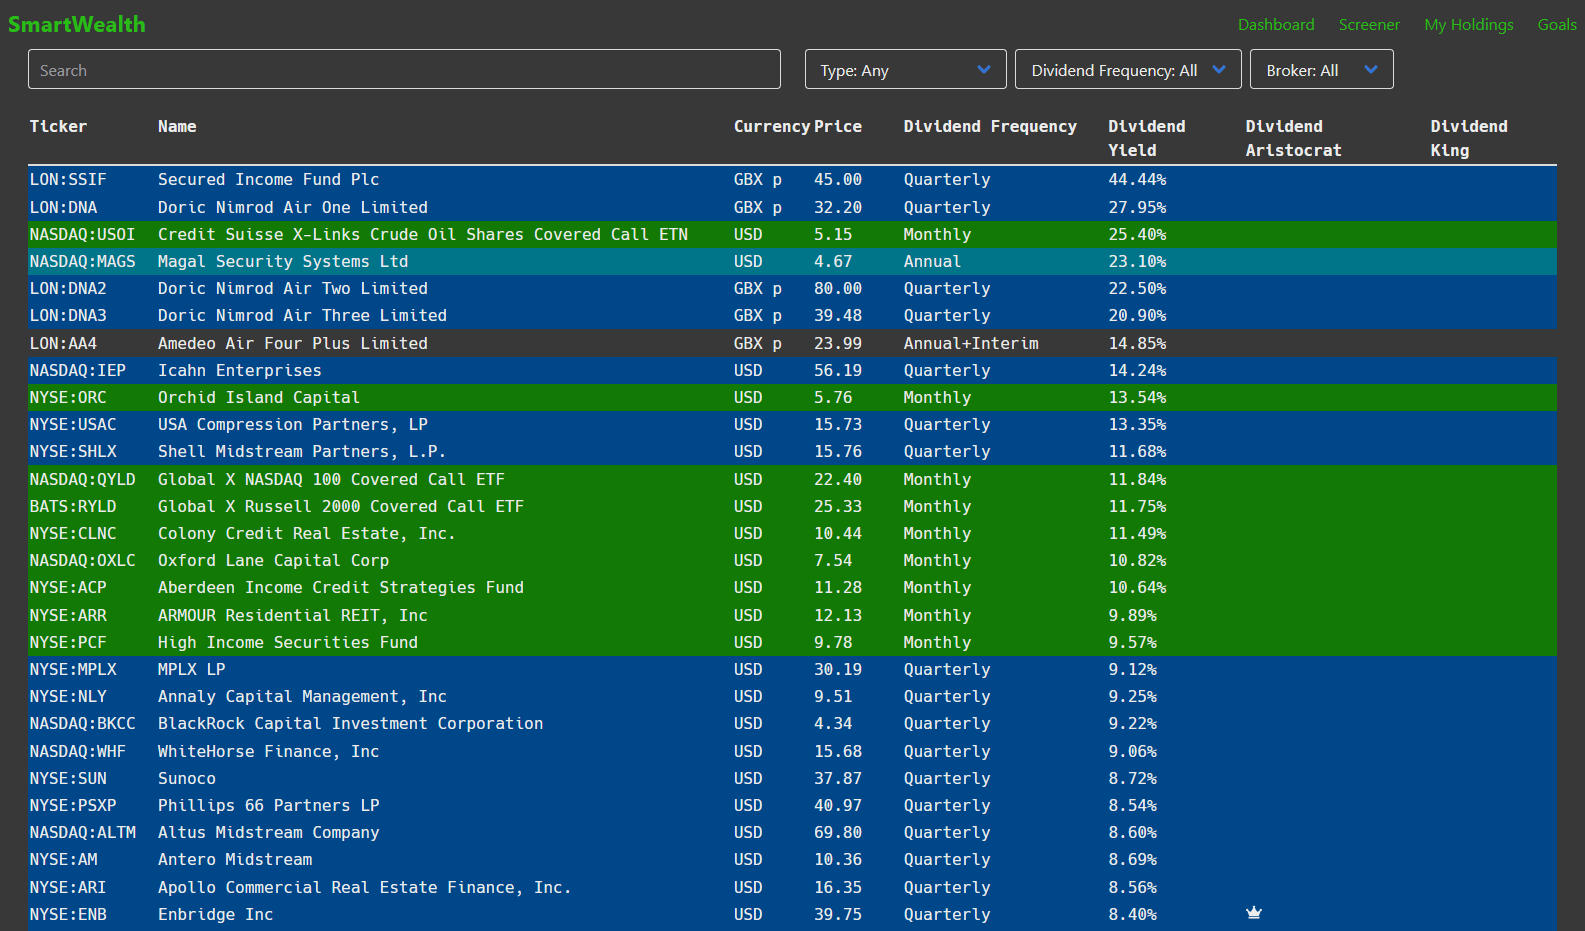 SmartWealth Dashboard Screener My Holdings Goals
Search Type: Any Dividend Frequency: All Broker: All
Ticker Name Currency Price Dividend Frequency Dividend Yield Dividend Aristocrat Dividend King
LON:SSIF Secured Income Fund Plc GBX p 45.00 Quarterly 44.44%
LON:DNA Doric Nimrod Air One Limited GBX p 32.20 Quarterly 27.95%
NASDAQ:USOI Credit Suisse X-Links Crude Oil Shares Covered Call ETN USD 5.15 Monthly 25.40%
NASDAQ:MAGS Magal Security Systems Ltd USD 4.67 Annual 23.10%
LON:DNA2 Doric Nimrod Air Two Limited GBX p 80.00 Quarterly 22.50%
LON:DNA3 Doric Nimrod Air Three Limited GBX p 39.48 Quarterly 20.90%
LON:AA4 Amedeo Air Four Plus Limited GBX p 23.99 Annual+Interim 14.85%
NASDAQ:IEP Icahn Enterprises USD 56.19 Quarterly 14.24%
NYSE:ORC Orchid Island Capital USD 5.76 Monthly 13.54%
NYSE:USAC USA Compression Partners, LP USD 15.73 Quarterly 13.35%
NYSE:SHLX Shell Midstream Partners, L.P. USD 15.76 Quarterly 11.68%
NASDAQ:QYLD Global X NASDAQ 100 Covered Call ETF USD 22.40 Monthly 11.84%
BATS:RYLD Global X Russell 2000 Covered Call ETF USD 25.33 Monthly 11.75%
NYSE:CLNC Colony Credit Real Estate, Inc. USD 10.44 Monthly 11.49%
NASDAQ:OXLC Oxford Lane Capital Corp USD 7.54 Monthly 10.82%
NYSE:ACP Aberdeen Income Credit Strategies Fund USD 11.28 Monthly 10.64%
NYSE:ARR ARMOUR Residential REIT, Inc USD 12.13 Monthly 9.89%
NYSE:PCF High Income Securities Fund USD 9.78 Monthly 9.57%
NYSE:MPLX MPLX LP USD 30.19 Quarterly 9.12%
NYSE:NLY Annaly Capital Management, Inc USD 9.51 Quarterly 9.25%
NASDAQ:BKCC BlackRock Capital Investment Corporation USD 4.34 Quarterly 9.22%
NASDAQ:WHF WhiteHorse Finance, Inc USD 15.68 Quarterly 9.06%
NYSE:SUN Sunoco USD 37.87 Quarterly 8.72%
NYSE:PSXP Phillips 66 Partners LP USD 40.97 Quarterly 8.54%
NASDAQ:ALTM Altus Midstream Company USD 69.80 Quarterly 8.60%
NYSE:AM Antero Midstream USD 10.36 Quarterly 8.69%
NYSE:ARI Apollo Commercial Real Estate Finance, Inc. USD 16.35 Quarterly 8.56%
NYSE:ENB Enbridge Inc USD 39.75 Quarterly 8.40%